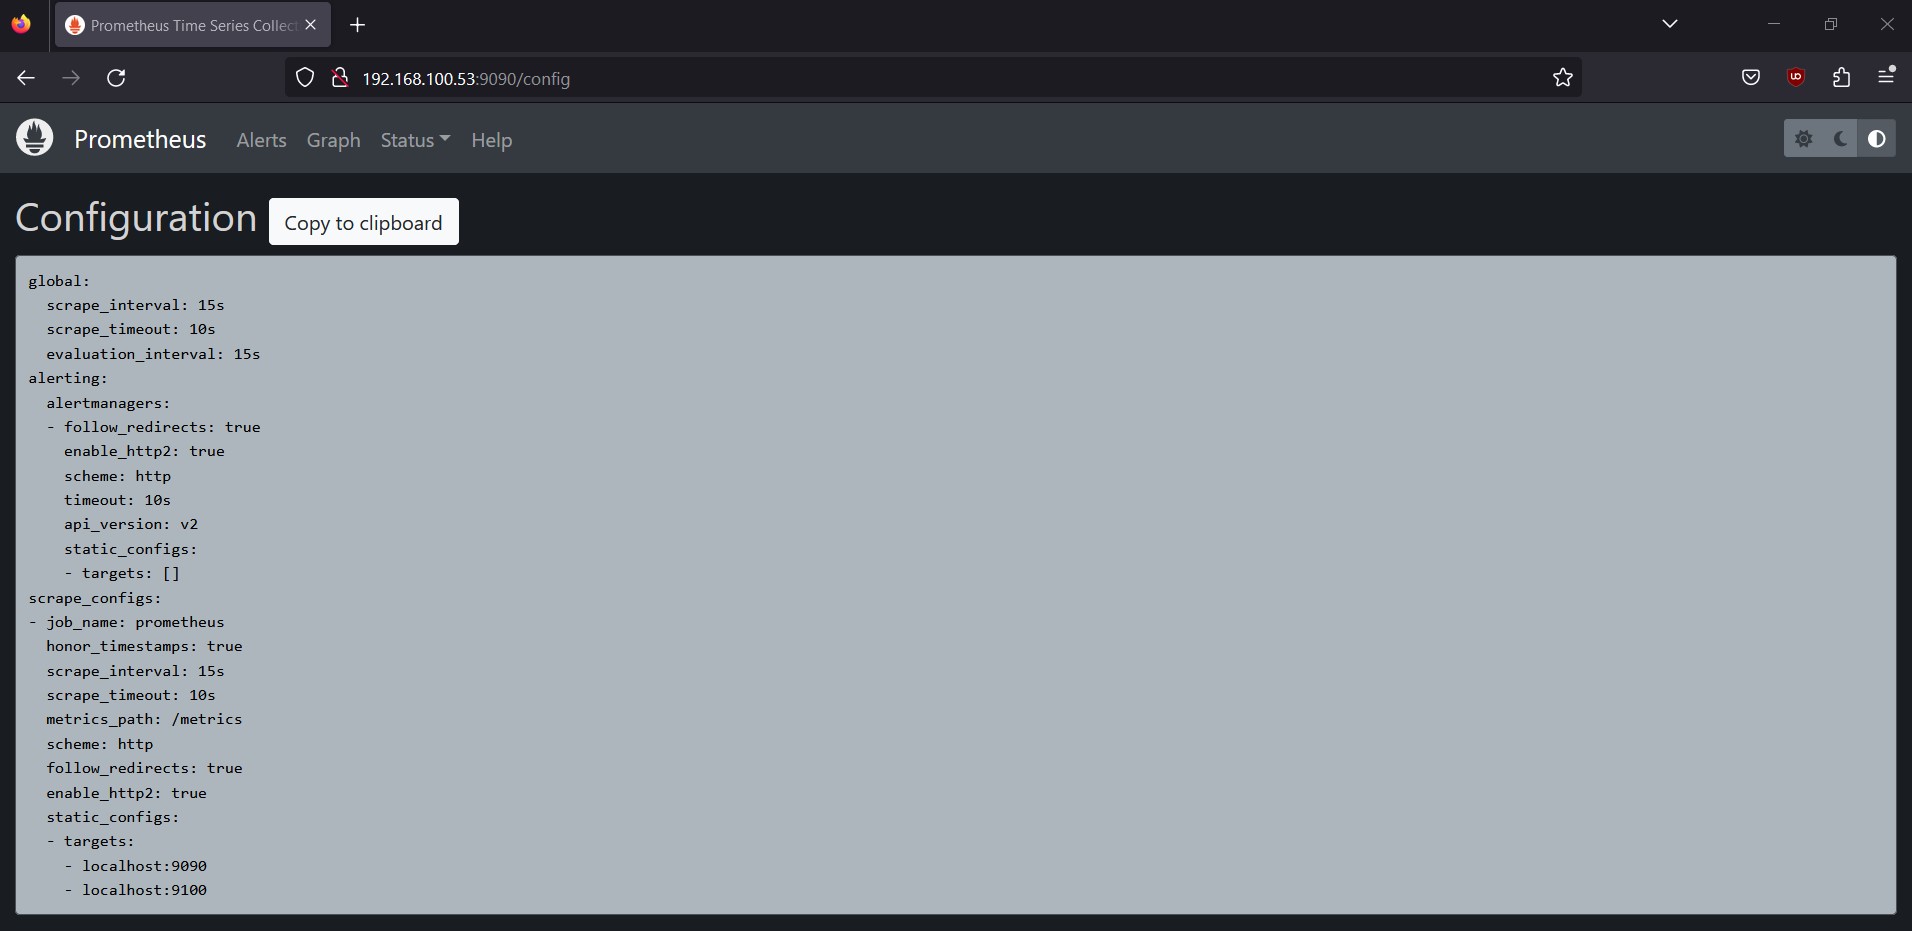 Prometheus Time Series Collect
192.168.100.53:9090/config
Prometheus Alerts Graph Status Help
Configuration Copy to clipboard
global:
  scrape_interval: 15s
  scrape_timeout: 10s
  evaluation_interval: 15s
alerting:
  alertmanagers:
  - follow_redirects: true
    enable_http2: true
    scheme: http
    timeout: 10s
    api_version: v2
    static_configs:
    - targets: []
scrape_configs:
- job_name: prometheus
  honor_timestamps: true
  scrape_interval: 15s
  scrape_timeout: 10s
  metrics_path: /metrics
  scheme: http
  follow_redirects: true
  enable_http2: true
  static_configs:
  - targets:
    - localhost:9090
    - localhost:9100